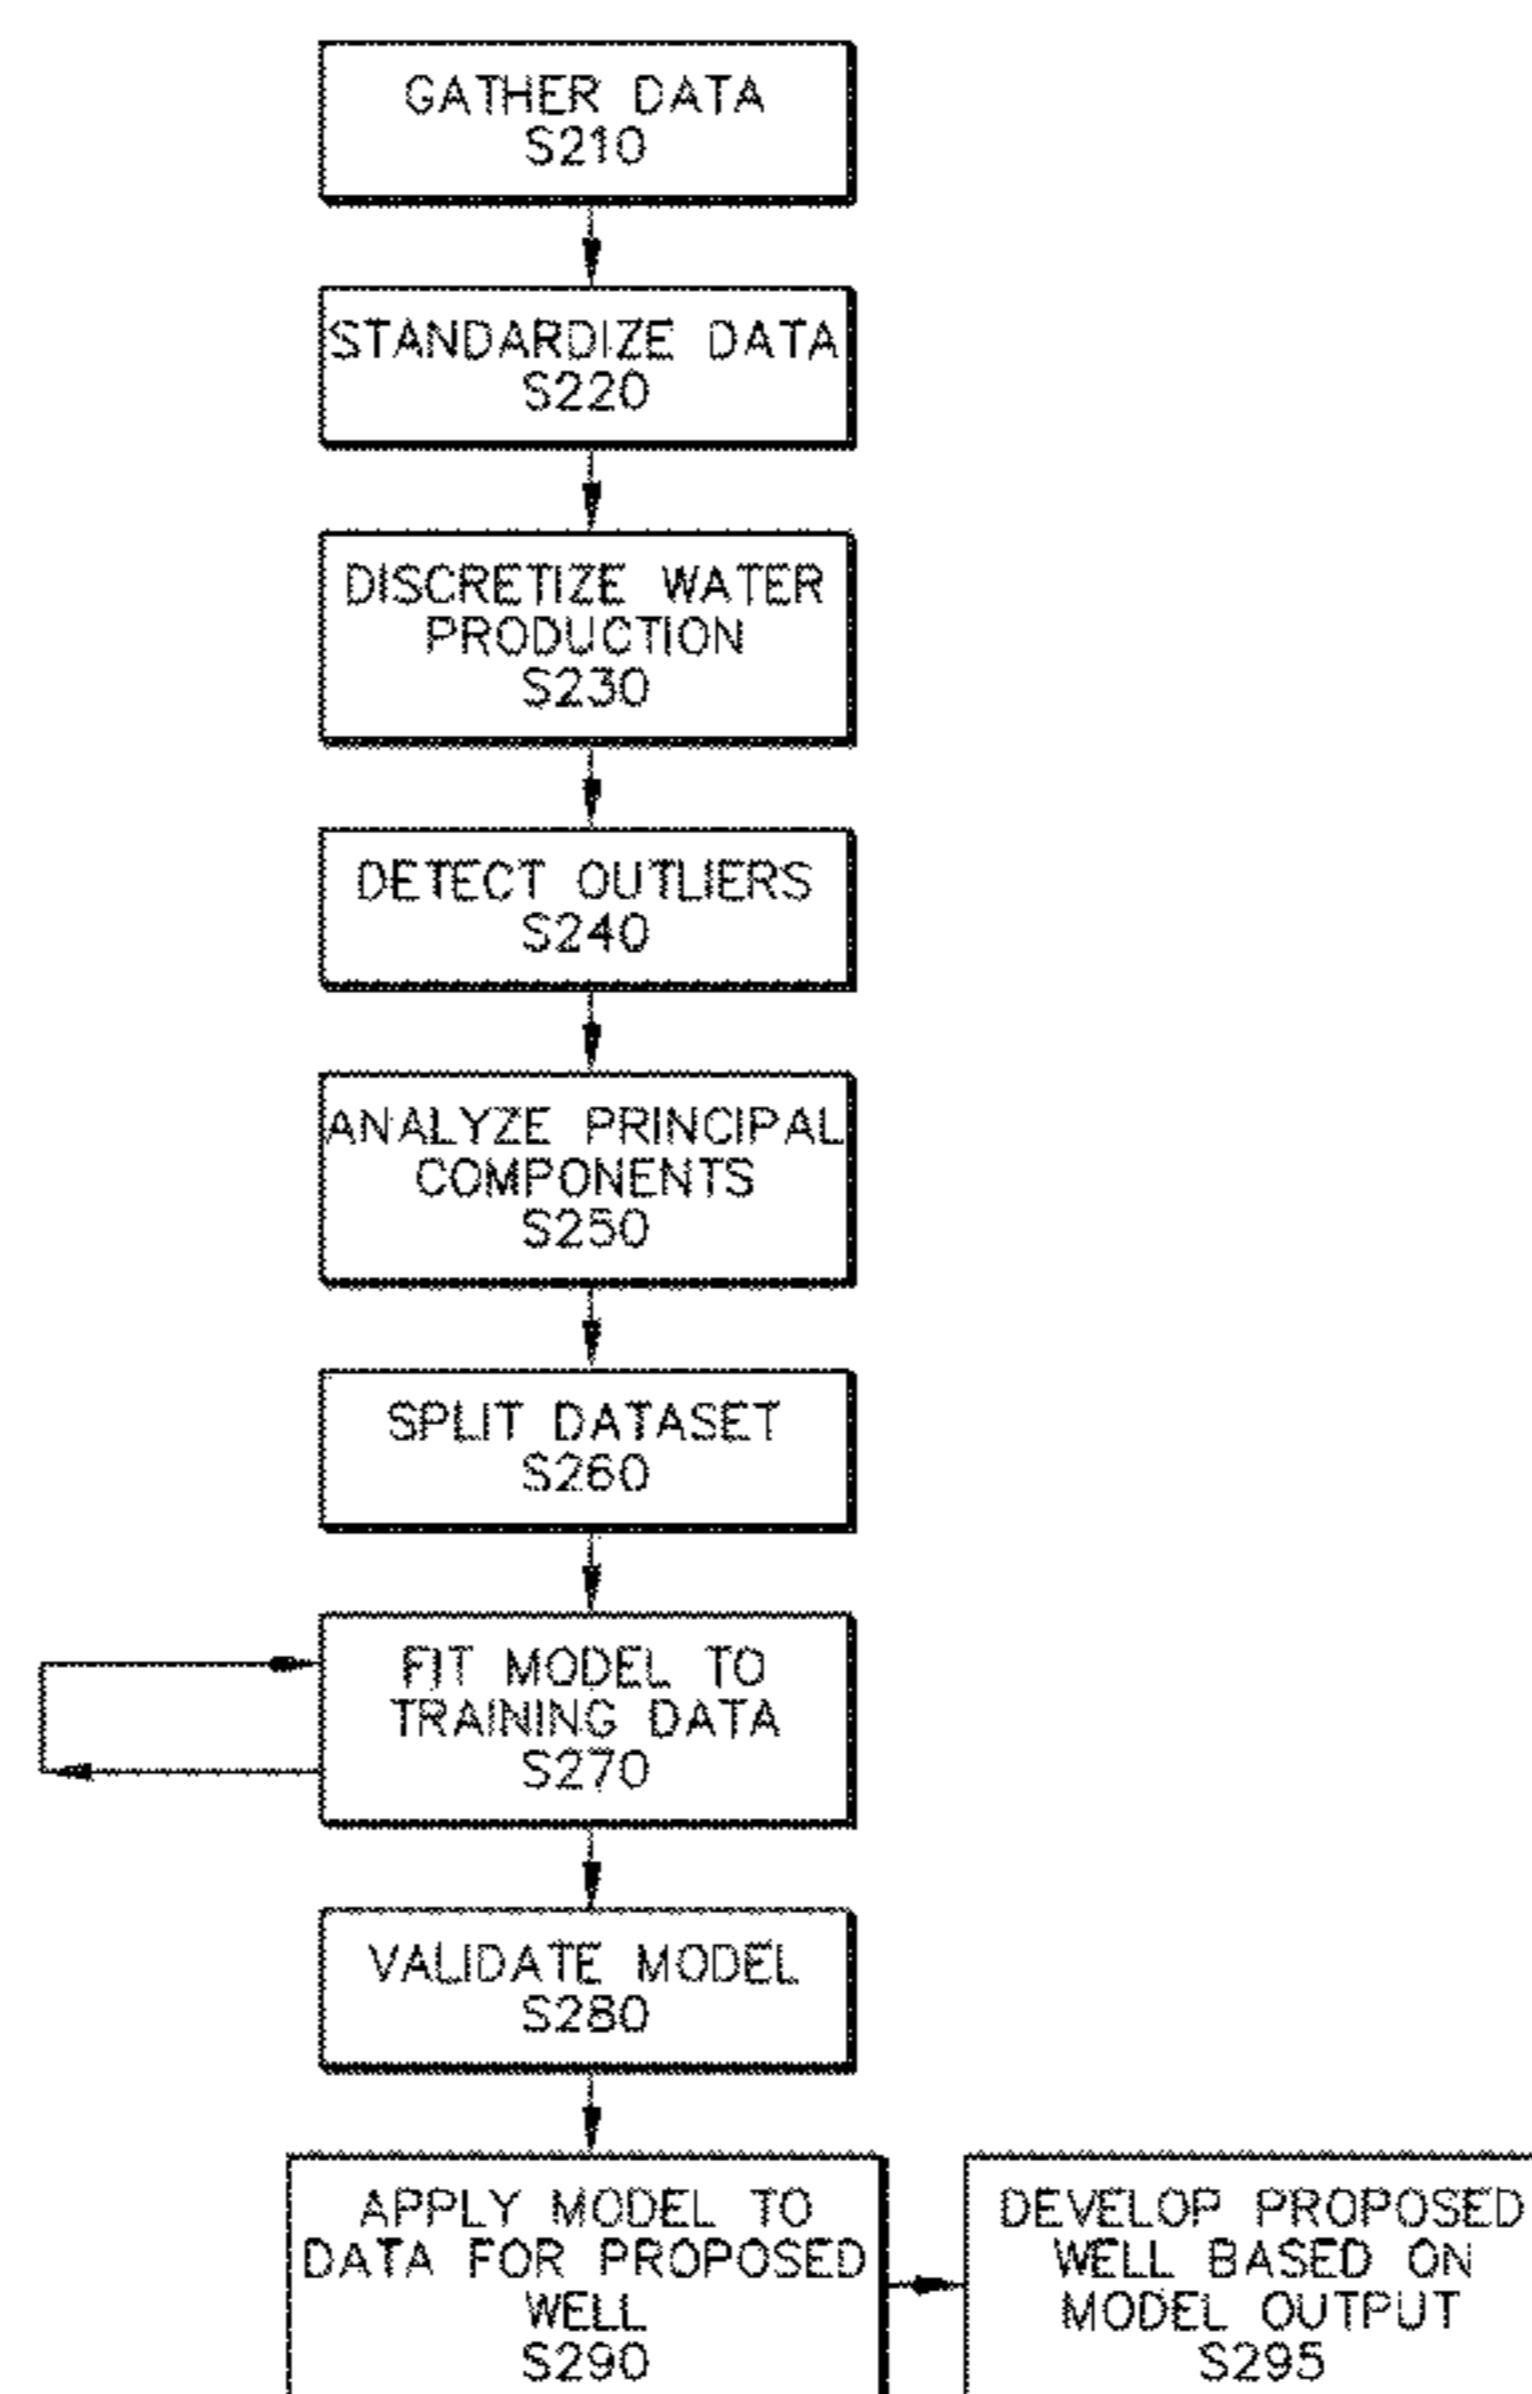 GATHER DATA
S210
STANDARDIZE DATA
S220
DISCRETIZE WATER
PRODUCTION
S230
DETECT OUTLIERS
S240
ANALYZE PRINCIPAL
COMPONENTS
S250
SPLIT DATASET
S260
FIT MODEL TO
TRAINING DATA
S270
VALIDATE MODEL
S280
APPLY MODEL TO
DATA FOR PROPOSED
WELL
S290
DEVELOP PROPOSED
WELL BASED ON
MODEL OUTPUT
S295